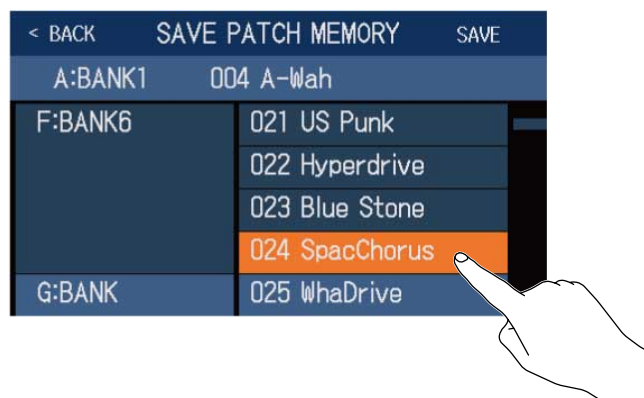 < BACK SAVE PATCH MEMORY SAVE
A:BANK1 004 A-Wah
F:BANK6 021 US Punk
022 Hyperdrive
023 Blue Stone
024 SpacChorus
G:BANK 025 WhaDrive